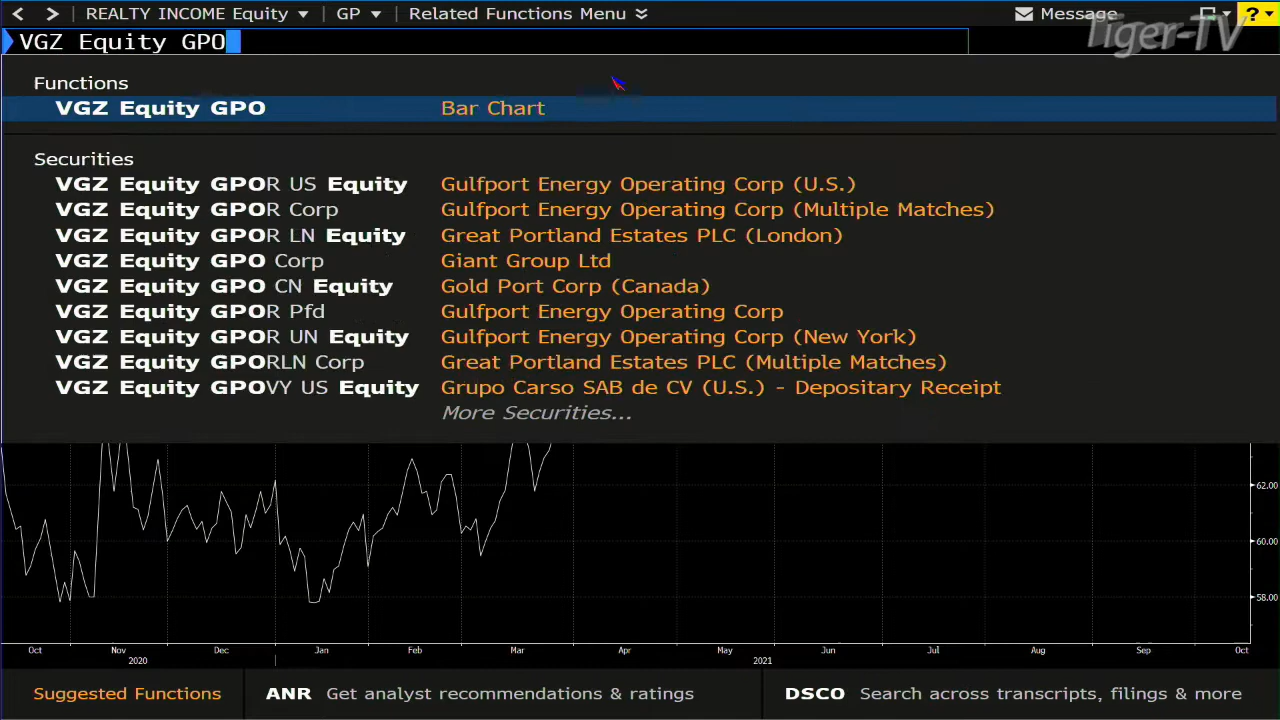 REALTY INCOME Equity GP Related Functions Menu Message ?
Tiger-TV
VGZ Equity GPO
Functions
VGZ Equity GPO Bar Chart
Securities
VGZ Equity GPOR US Equity Gulfport Energy Operating Corp (U.S.)
VGZ Equity GPOR Corp Gulfport Energy Operating Corp (Multiple Matches)
VGZ Equity GPOR LN Equity Great Portland Estates PLC (London)
VGZ Equity GPO Corp Giant Group Ltd
VGZ Equity GPO CN Equity Gold Port Corp (Canada)
VGZ Equity GPOR Pfd Gulfport Energy Operating Corp
VGZ Equity GPOR UN Equity Gulfport Energy Operating Corp (New York)
VGZ Equity GPORLN Corp Great Portland Estates PLC (Multiple Matches)
VGZ Equity GPOVY US Equity Grupo Carso SAB de CV (U.S.) - Depositary Receipt
More Securities...
62.00
60.00
58.00
Oct Nov Dec Jan Feb Mar Apr May Jun Jul Aug Sep Oct
2020 2021
Suggested Functions ANR Get analyst recommendations & ratings DSCO Search across transcripts, filings & more